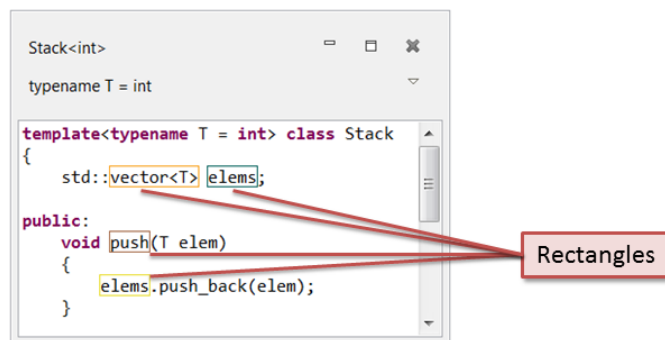 Stack<int>
typename T = int
template<typename T = int> class Stack
{
    std::vector<T> elems;
public:
    void push(T elem)
    {
        elems.push_back(elem);
    }
Rectangles